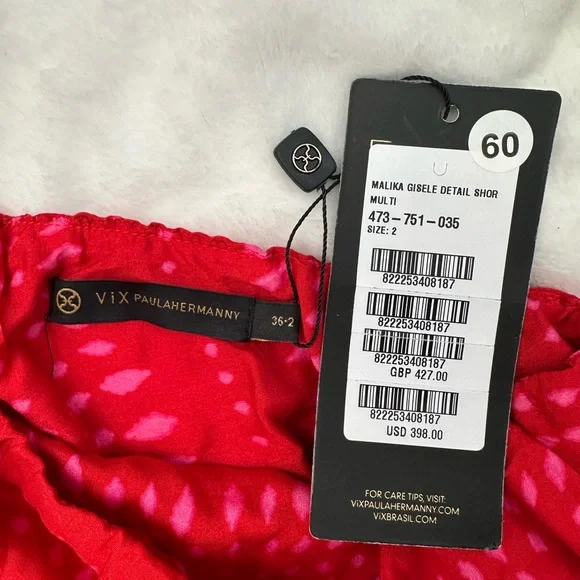 ViX PAULAHERMANNY
36•2
60
MALIKA GISELE DETAIL SHOR
MULTI
473-751-035
SIZE: 2
822253408187
822253408187
822253408187
GBP 427.00
822253408187
USD 398.00
FOR CARE TIPS, VISIT:
ViXPAULAHERMANNY.COM
ViXBRASIL.COM